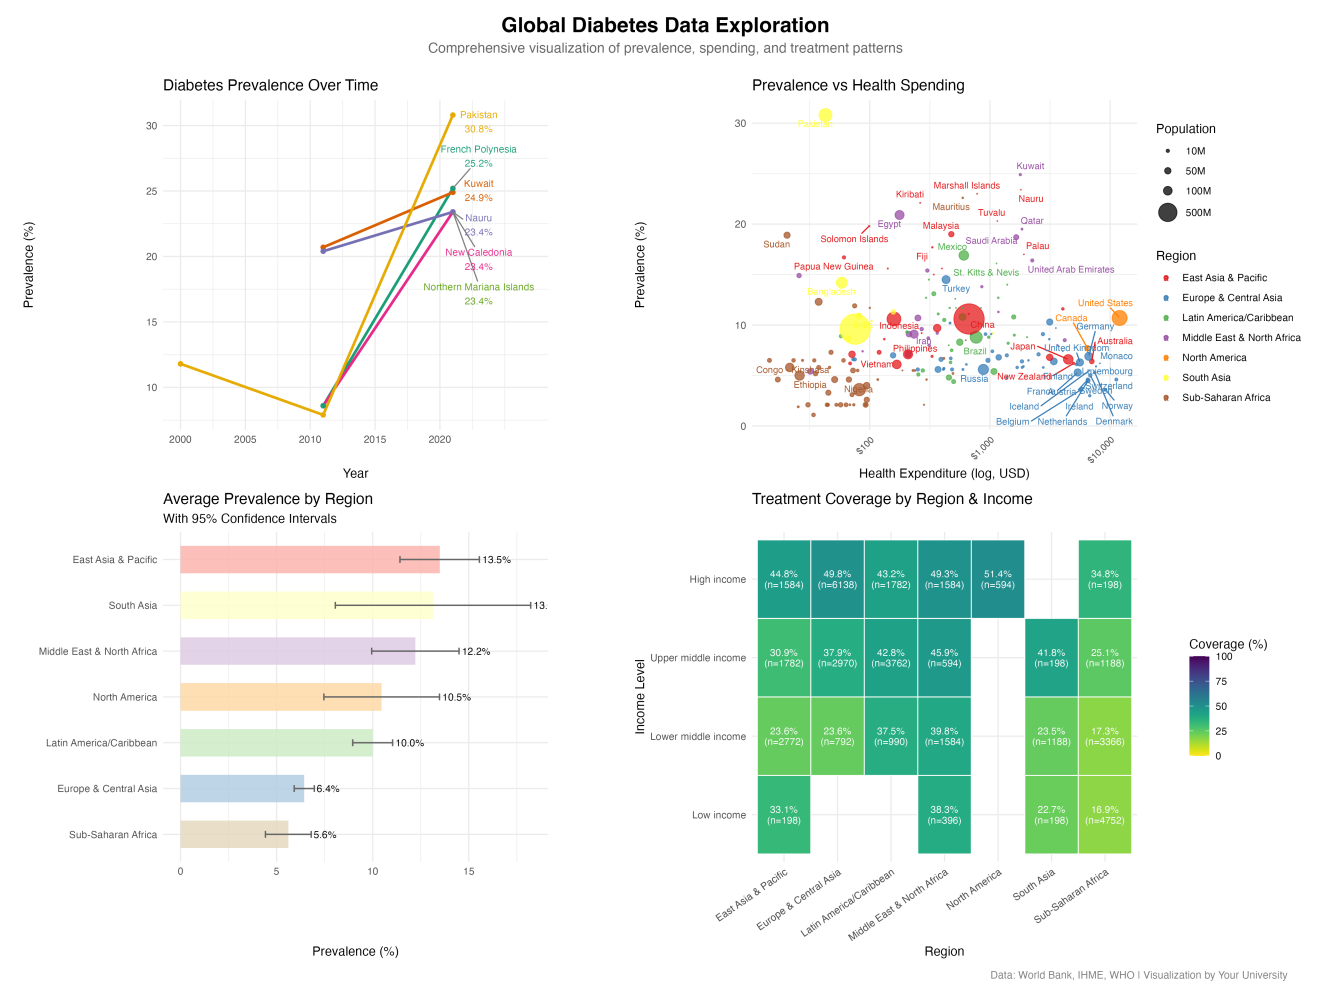 Global Diabetes Data Exploration
Comprehensive visualization of prevalence, spending, and treatment patterns
Diabetes Prevalence Over Time
Prevalence (%)
30
25
20
15
10
Pakistan
30.8%
French Polynesia
25.2%
Kuwait
24.9%
Nauru
23.4%
New Caledonia
23.4%
Northern Mariana Islands
23.4%
2000
2005
2010
2015
2020
Year
Prevalence vs Health Spending
Prevalence (%)
30
20
10
0
Pakistan
Kuwait
Marshall Islands
Kiribati
Nauru
Mauritius
Tuvalu
Egypt
Qatar
Malaysia
Solomon Islands
Sudan
Saudi Arabia
Mexico
Palau
Fiji
Papua New Guinea
St. Kitts & Nevis
United Arab Emirates
Bangladesh
Turkey
United States
Canada
Indonesia
China
Germany
Iran
Australia
Philippines
Brazil
Japan
United Kingdom
Monaco
Vietnam
Congo
Kinshasa
Russia
New Zealand
Finland
Luxembourg
Ethiopia
Nigeria
France
Austria
Sweden
Switzerland
Iceland
Ireland
Norway
Belgium
Netherlands
Denmark
$100
$1,000
$10,000
Health Expenditure (log, USD)
Population
10M
50M
100M
500M
Region
East Asia & Pacific
Europe & Central Asia
Latin America/Caribbean
Middle East & North Africa
North America
South Asia
Sub-Saharan Africa
Average Prevalence by Region
With 95% Confidence Intervals
East Asia & Pacific
13.5%
South Asia
13.
Middle East & North Africa
12.2%
North America
10.5%
Latin America/Caribbean
10.0%
Europe & Central Asia
6.4%
Sub-Saharan Africa
5.6%
0
5
10
15
Prevalence (%)
Treatment Coverage by Region & Income
Income Level
High income
44.8% 49.8% 43.2% 49.3% 51.4% 34.8%
(n=1584) (n=6138) (n=1782) (n=1584) (n=594) (n=198)
Upper middle income
30.9% 37.9% 42.8% 45.9% 41.8% 25.1%
(n=1782) (n=2970) (n=3762) (n=594) (n=198) (n=1188)
Lower middle income
23.6% 23.6% 37.5% 39.8% 23.5% 17.3%
(n=2772) (n=792) (n=990) (n=1584) (n=1188) (n=3366)
Low income
33.1% 38.3% 22.7% 16.9%
(n=198) (n=396) (n=198) (n=4752)
East Asia & Pacific
Europe & Central Asia
Latin America/Caribbean
Middle East & North Africa
North America
South Asia
Sub-Saharan Africa
Region
Coverage (%)
100
75
50
25
0
Data: World Bank, IHME, WHO | Visualization by Your University